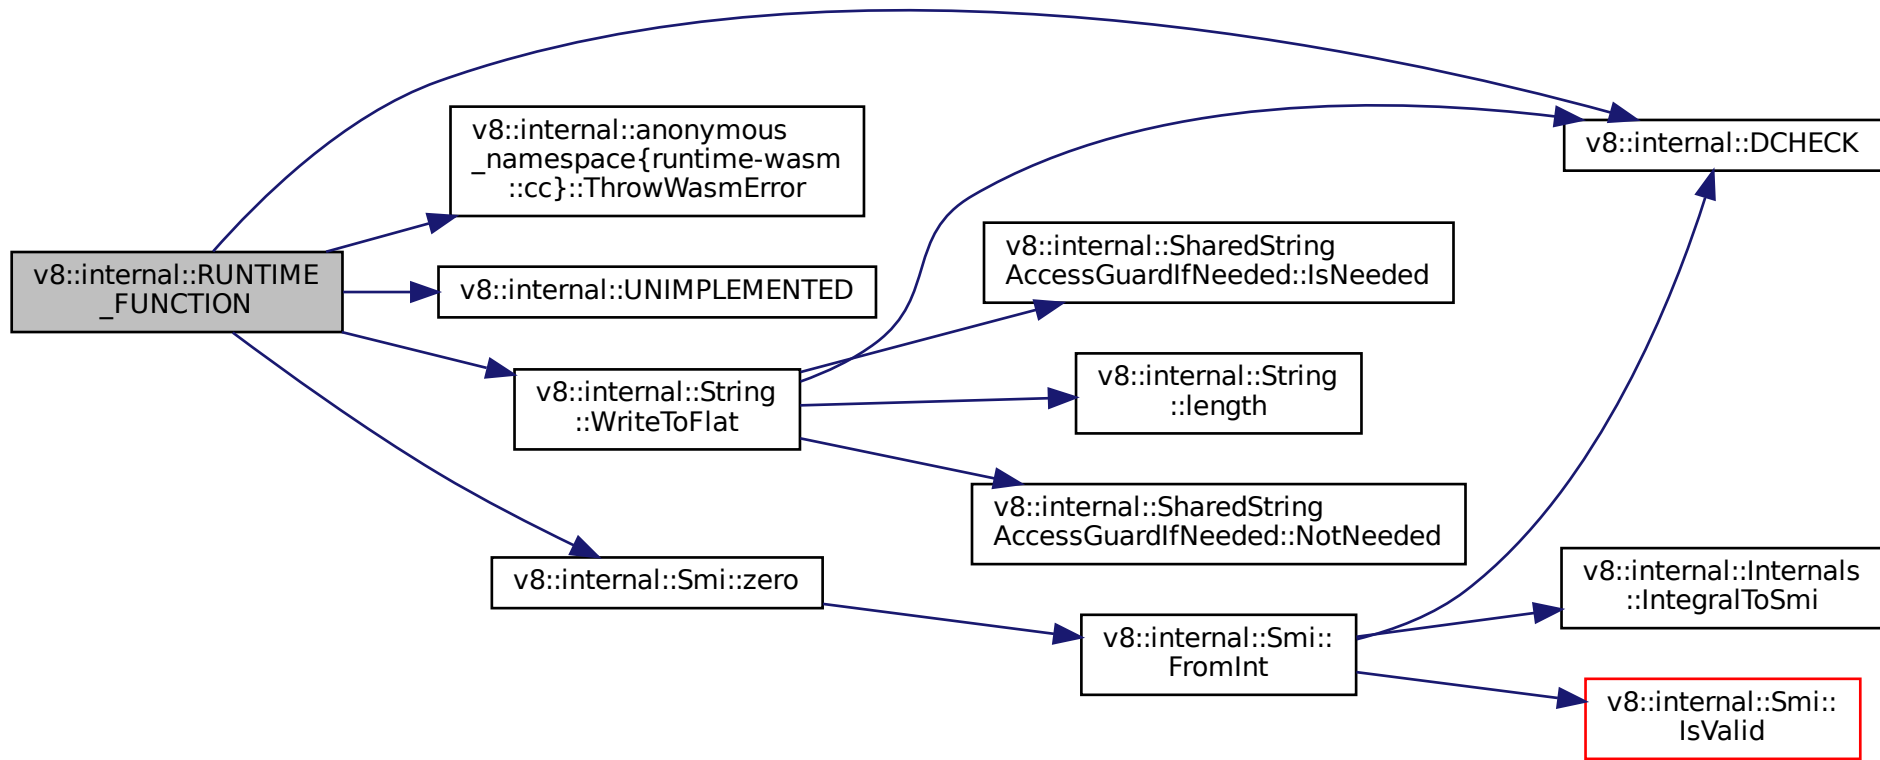 v8::internal::RUNTIME
_FUNCTION
v8::internal::anonymous
_namespace{runtime-wasm
::cc}::ThrowWasmError
v8::internal::UNIMPLEMENTED
v8::internal::String
::WriteToFlat
v8::internal::Smi::zero
v8::internal::SharedString
AccessGuardIfNeeded::IsNeeded
v8::internal::String
::length
v8::internal::SharedString
AccessGuardIfNeeded::NotNeeded
v8::internal::Smi::
FromInt
v8::internal::DCHECK
v8::internal::Internals
::IntegralToSmi
v8::internal::Smi::
IsValid